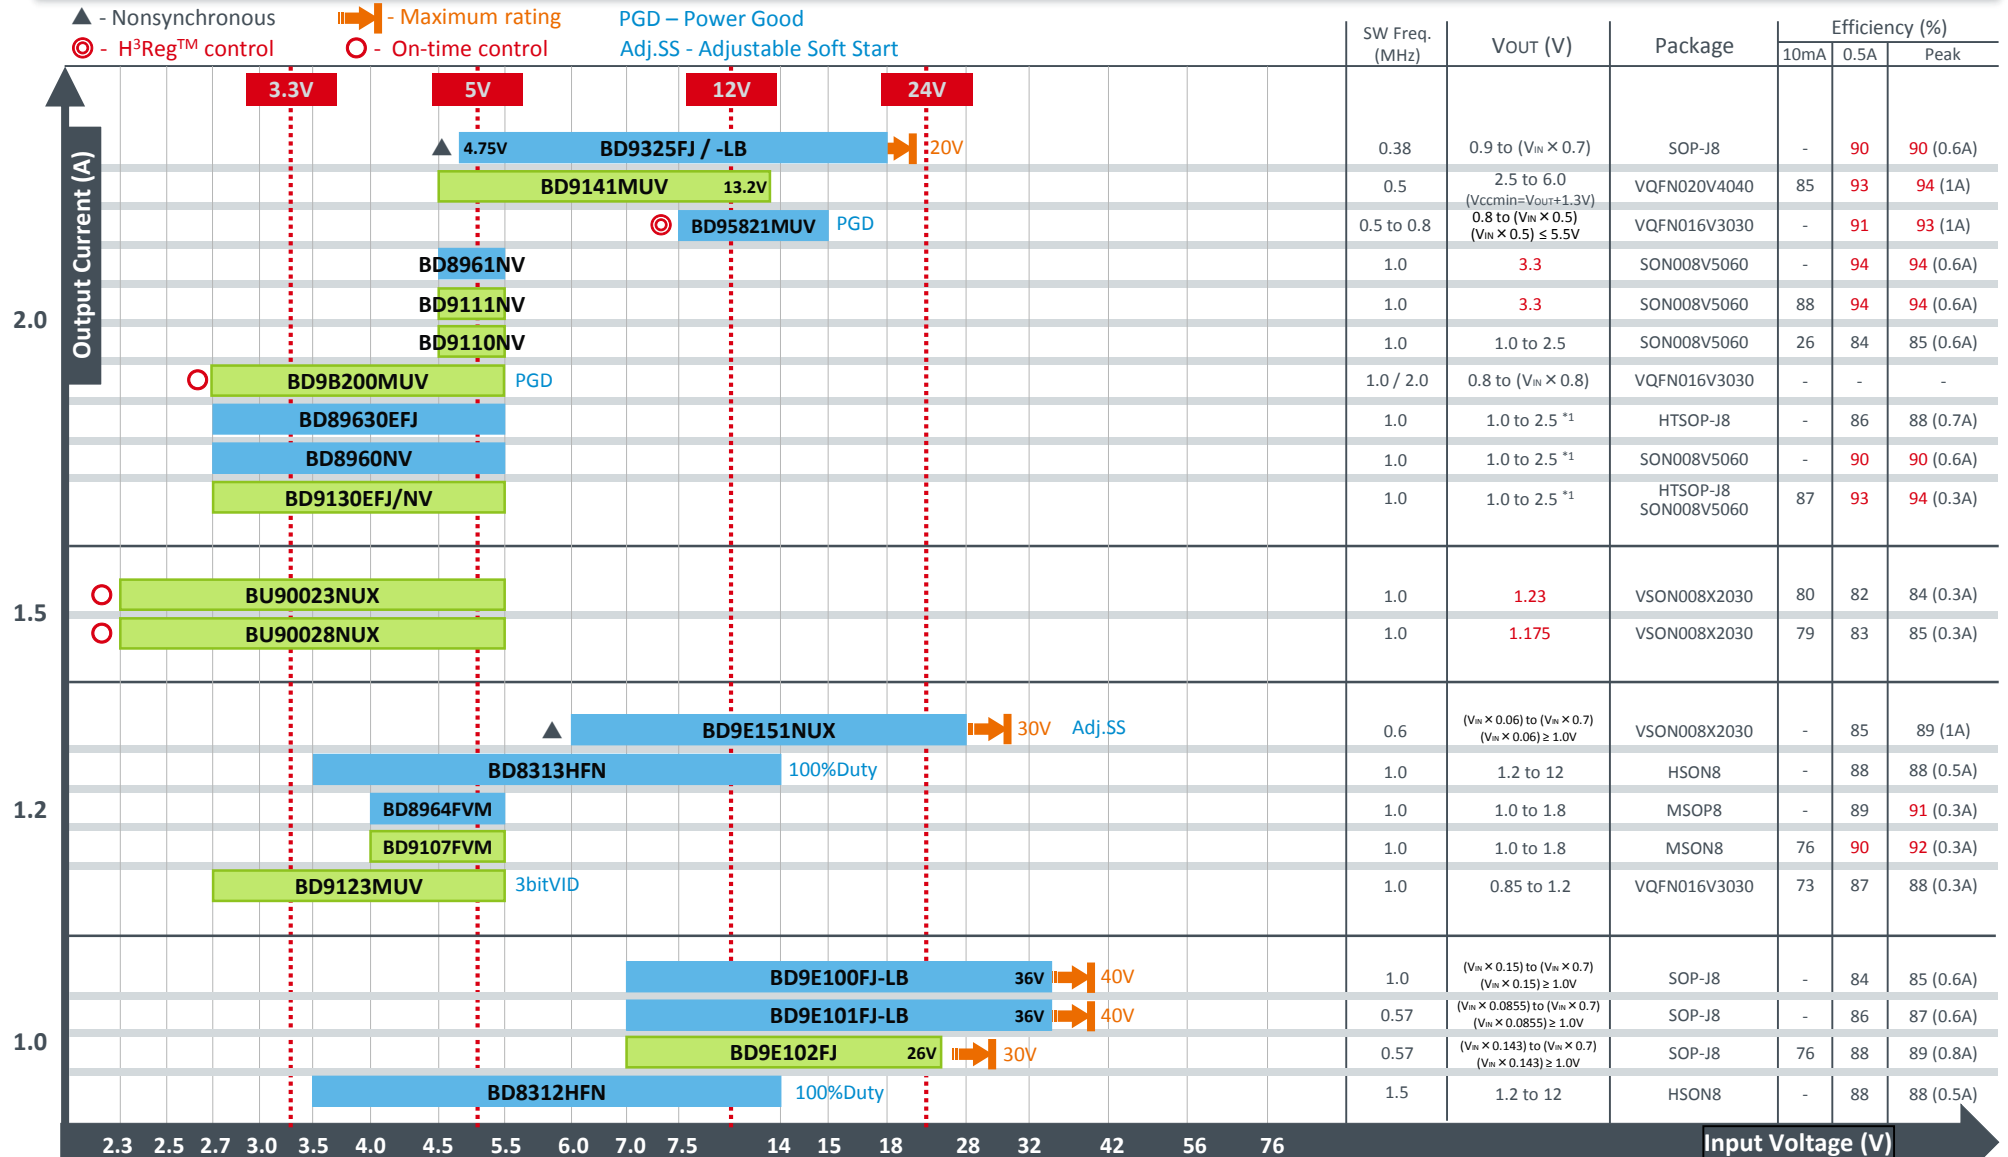 ▲ - Nonsynchronous - Maximum rating PGD – Power Good
◎ - H³Reg™ control ○ - On-time control Adj.SS - Adjustable Soft Start
SW Freq. (MHz) VOUT (V) Package Efficiency (%)
10mA 0.5A Peak
3.3V 5V 12V 24V
Output Current (A)
▲ 4.75V BD9325FJ / -LB 20V 0.38 0.9 to (VIN × 0.7) SOP-J8 - 90 90 (0.6A)
BD9141MUV 13.2V 0.5 2.5 to 6.0 (Vccmin=VOUT+1.3V) VQFN020V4040 85 93 94 (1A)
◎ BD95821MUV PGD 0.5 to 0.8 0.8 to (VIN × 0.5) (VIN × 0.5) ≤ 5.5V VQFN016V3030 - 91 93 (1A)
BD8961NV 1.0 3.3 SON008V5060 - 94 94 (0.6A)
2.0
BD9111NV 1.0 3.3 SON008V5060 88 94 94 (0.6A)
BD9110NV 1.0 1.0 to 2.5 SON008V5060 26 84 85 (0.6A)
○ BD9B200MUV PGD 1.0 / 2.0 0.8 to (VIN × 0.8) VQFN016V3030 - - -
BD89630EFJ 1.0 1.0 to 2.5 *1 HTSOP-J8 - 86 88 (0.7A)
BD8960NV 1.0 1.0 to 2.5 *1 SON008V5060 - 90 90 (0.6A)
BD9130EFJ/NV 1.0 1.0 to 2.5 *1 HTSOP-J8 SON008V5060 87 93 94 (0.3A)
1.5
○ BU90023NUX 1.0 1.23 VSON008X2030 80 82 84 (0.3A)
○ BU90028NUX 1.0 1.175 VSON008X2030 79 83 85 (0.3A)
▲ BD9E151NUX 30V Adj.SS 0.6 (VIN × 0.06) to (VIN × 0.7) (VIN × 0.06) ≥ 1.0V VSON008X2030 - 85 89 (1A)
BD8313HFN 100%Duty 1.0 1.2 to 12 HSON8 - 88 88 (0.5A)
1.2
BD8964FVM 1.0 1.0 to 1.8 MSOP8 - 89 91 (0.3A)
BD9107FVM 1.0 1.0 to 1.8 MSON8 76 90 92 (0.3A)
BD9123MUV 3bitVID 1.0 0.85 to 1.2 VQFN016V3030 73 87 88 (0.3A)
BD9E100FJ-LB 36V 40V 1.0 (VIN × 0.15) to (VIN × 0.7) (VIN × 0.15) ≥ 1.0V SOP-J8 - 84 85 (0.6A)
BD9E101FJ-LB 36V 40V 0.57 (VIN × 0.0855) to (VIN × 0.7) (VIN × 0.0855) ≥ 1.0V SOP-J8 - 86 87 (0.6A)
1.0
BD9E102FJ 26V 30V 0.57 (VIN × 0.143) to (VIN × 0.7) (VIN × 0.143) ≥ 1.0V SOP-J8 76 88 89 (0.8A)
BD8312HFN 100%Duty 1.5 1.2 to 12 HSON8 - 88 88 (0.5A)
2.3 2.5 2.7 3.0 3.5 4.0 4.5 5.5 6.0 7.0 7.5 14 15 18 28 32 42 56 76 Input Voltage (V)